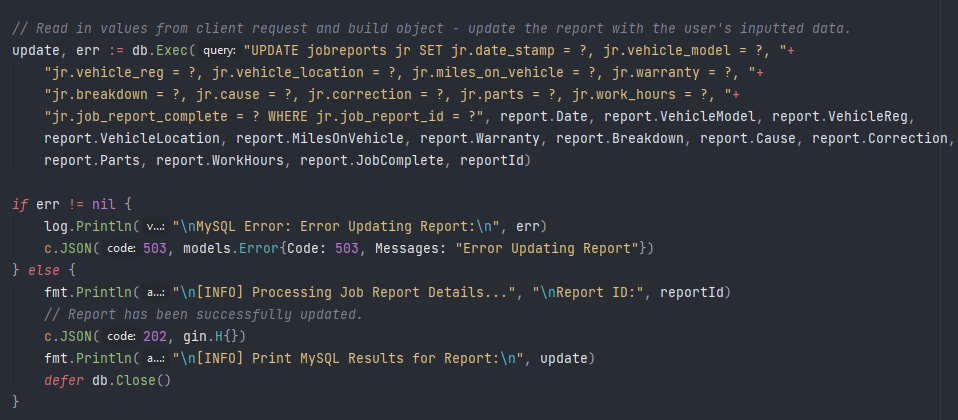 // Read in values from client request and build object - update the report with the user's inputted data.
update, err := db.Exec( query: "UPDATE jobreports jr SET jr.date_stamp = ?, jr.vehicle_model = ?, "+
"jr.vehicle_reg = ?, jr.vehicle_location = ?, jr.miles_on_vehicle = ?, jr.warranty = ?, "+
"jr.breakdown = ?, jr.cause = ?, jr.correction = ?, jr.parts = ?, jr.work_hours = ?, "+
"jr.job_report_complete = ? WHERE jr.job_report_id = ?", report.Date, report.VehicleModel, report.VehicleReg,
report.VehicleLocation, report.MilesOnVehicle, report.Warranty, report.Breakdown, report.Cause, report.Correction,
report.Parts, report.WorkHours, report.JobComplete, reportId)
if err != nil {
log.Println( v...: "\nMySQL Error: Error Updating Report:\n", err)
c.JSON( code: 503, models.Error{Code: 503, Messages: "Error Updating Report"})
} else {
fmt.Println( a...: "\n[INFO] Processing Job Report Details...", "\nReport ID:", reportId)
// Report has been successfully updated.
c.JSON( code: 202, gin.H{})
fmt.Println( a...: "\n[INFO] Print MySQL Results for Report:\n", update)
defer db.Close()
}